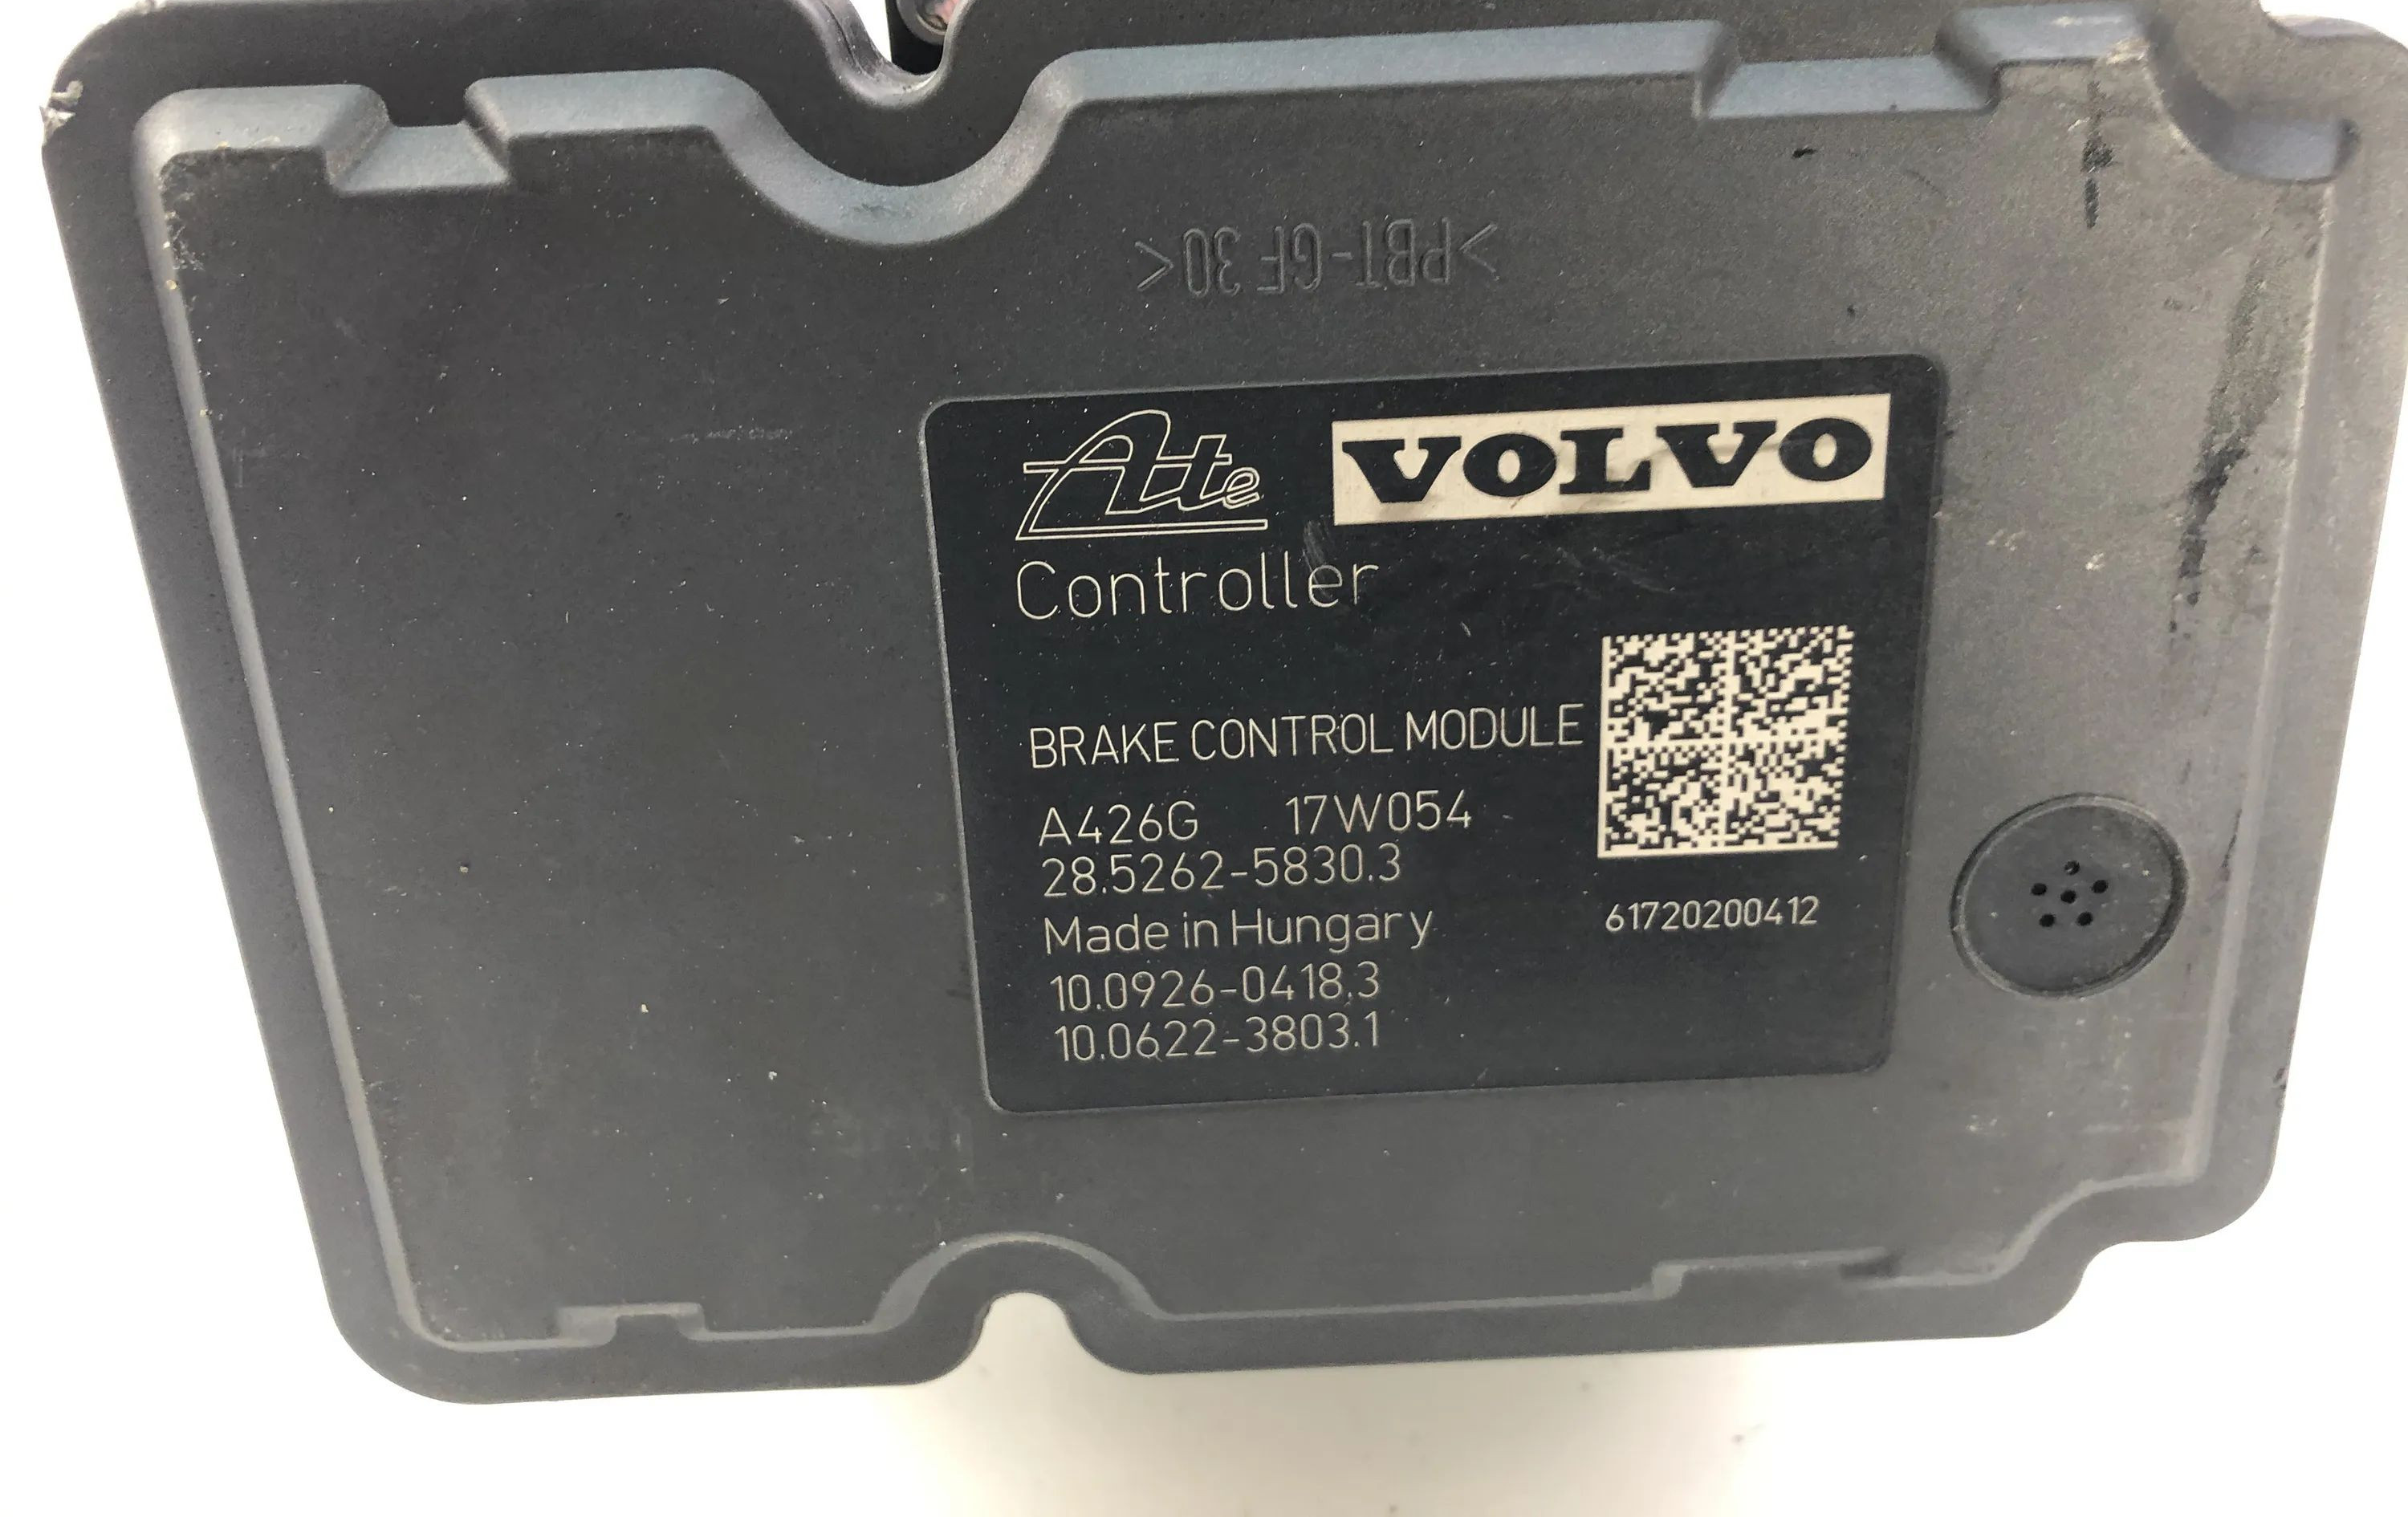 >PBT-GF 30<
Ate VOLVO
Controller
BRAKE CONTROL MODULE
A426G 17W054
28.5262-5830.3
Made in Hungary
61720200412
10.0926-0418.3
10.0622-3803.1